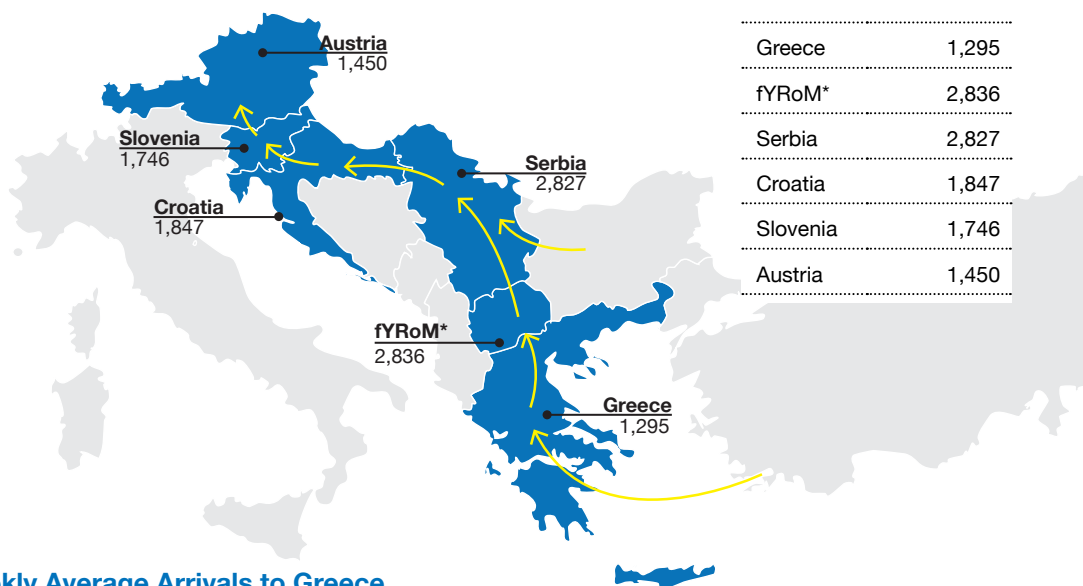 Austria
1,450
Slovenia
1,746
Serbia
2,827
Croatia
1,847
fYRoM*
2,836
Greece
1,295
Greece 1,295
fYRoM* 2,836
Serbia 2,827
Croatia 1,847
Slovenia 1,746
Austria 1,450
Average Arrivals to Greece